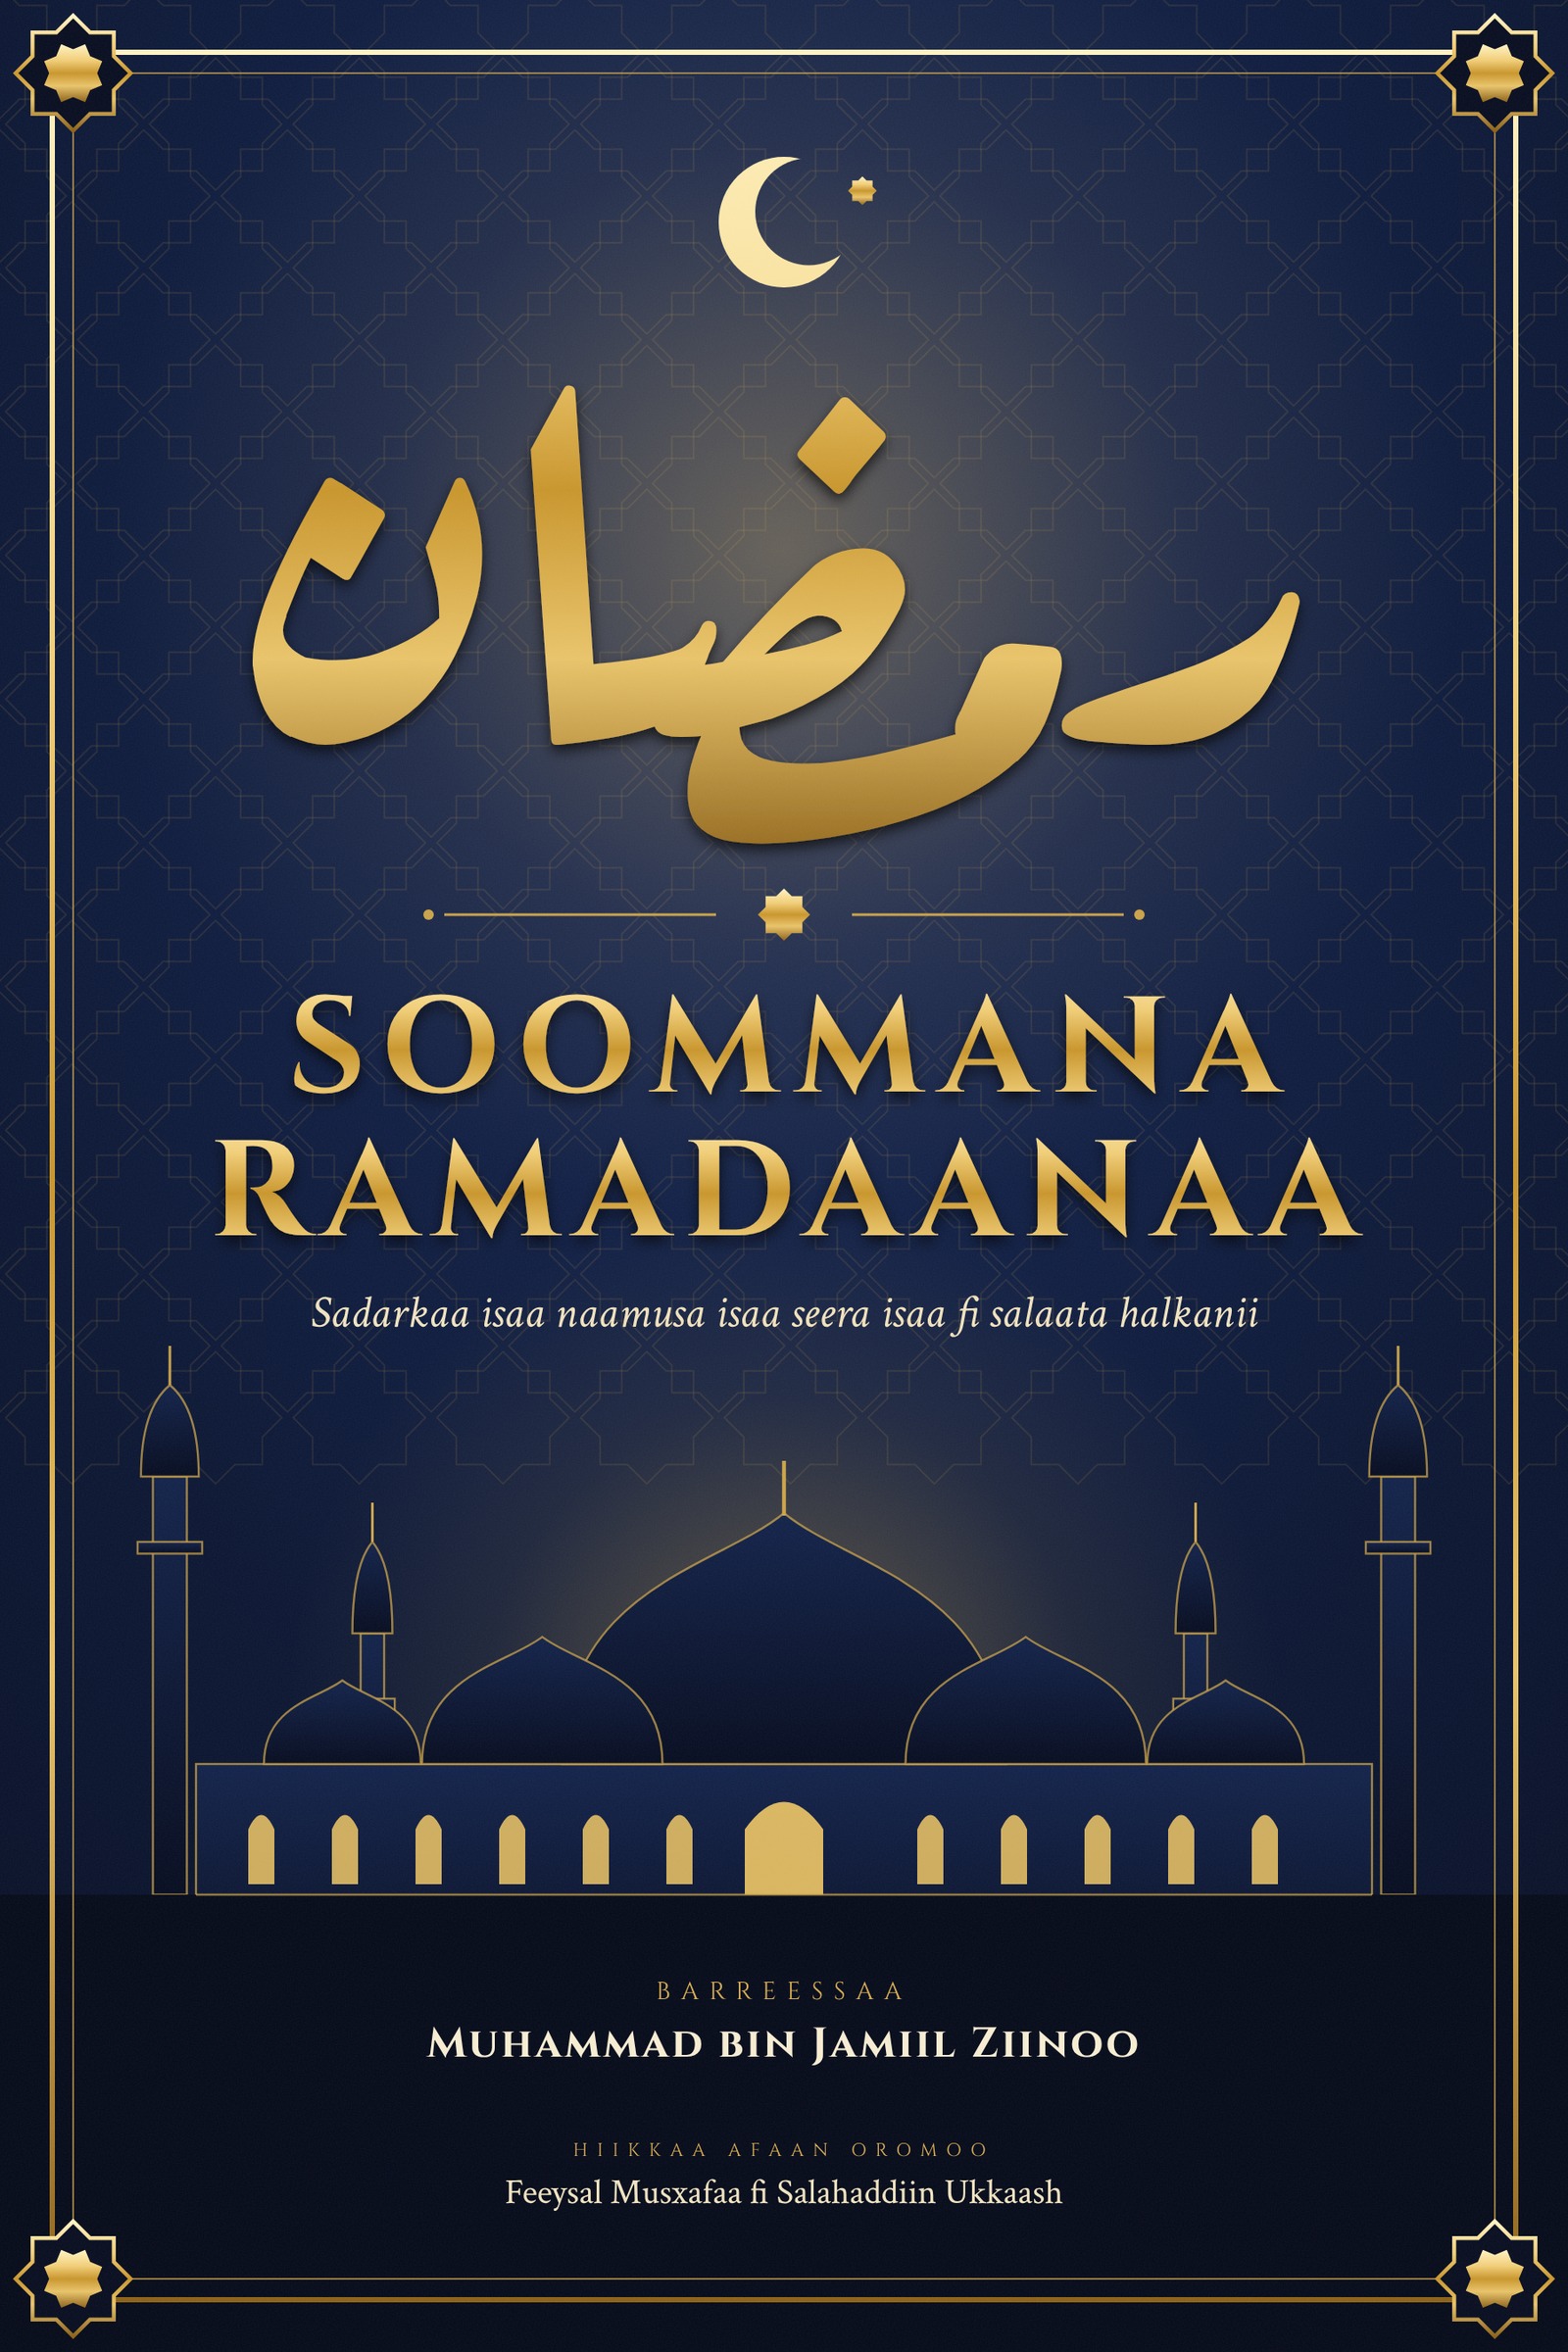 رمضان
SOOMMANA
RAMADAANAA
Sadarkaa isaa naamusa isaa seera isaa fi salaata halkanii
BARREESSAA
MUHAMMAD BIN JAMIIL ZIINOO
HIIKKAA AFAAN OROMOO
Feeysal Musxafaa fi Salahaddiin Ukkaash